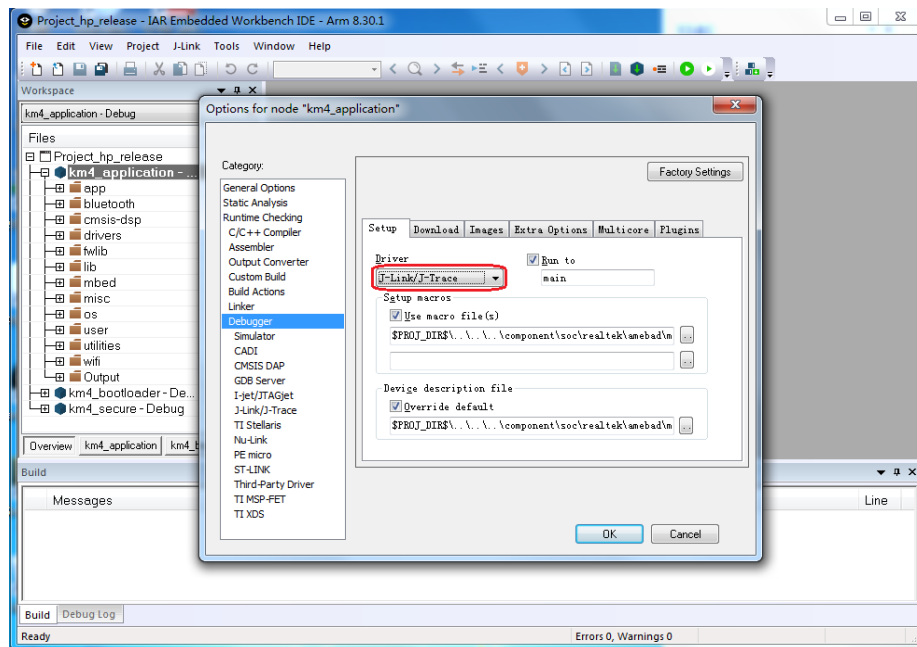 Project_hp_release - IAR Embedded Workbench IDE - Arm 8.30.1
File Edit View Project J-Link Tools Window Help
Workspace
km4_application - Debug
Files
Project_hp_release
km4_application - ...
app
bluetooth
cmsis-dsp
drivers
fwlib
lib
mbed
misc
os
user
utilities
wifi
Output
km4_bootloader - De...
km4_secure - Debug
Overview km4_application km4_b
Options for node "km4_application"
Category:
General Options
Static Analysis
Runtime Checking
C/C++ Compiler
Assembler
Output Converter
Custom Build
Build Actions
Linker
Debugger
Simulator
CADI
CMSIS DAP
GDB Server
I-jet/JTAGjet
J-Link/J-Trace
TI Stellaris
Nu-Link
PE micro
ST-LINK
Third-Party Driver
TI MSP-FET
TI XDS
Factory Settings
Setup Download Images Extra Options Multicore Plugins
Driver
J-Link/J-Trace
Run to
main
Setup macros
Use macro file(s)
$PROJ_DIR$\..\..\..\component\soc\realtek\amebad\m
...
...
Device description file
Override default
$PROJ_DIR$\..\..\..\component\soc\realtek\amebad\m
...
OK Cancel
Build
Messages Line
Build Debug Log
Ready Errors 0, Warnings 0